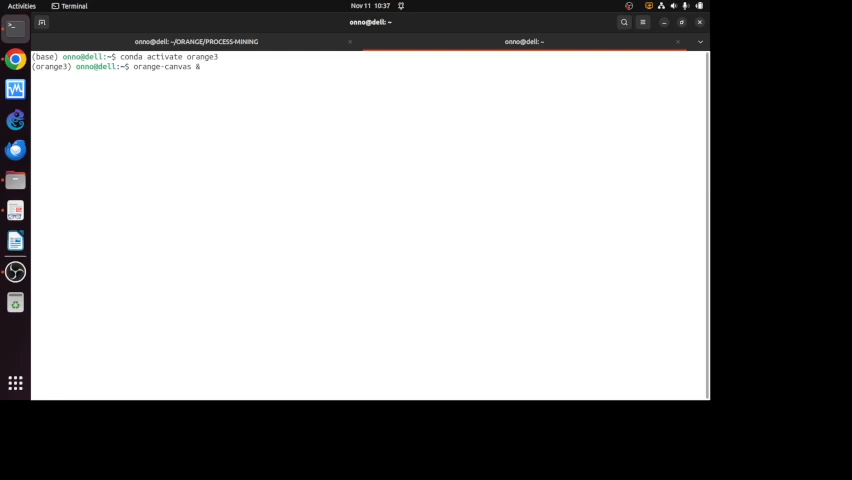 Activities
Terminal
Nov 11 10:37
onno@dell: ~
onno@dell: ~/ORANGE/PROCESS-MINING
onno@dell: ~
(base) onno@dell:~$ conda activate orange3
(orange3) onno@dell:~$ orange-canvas &